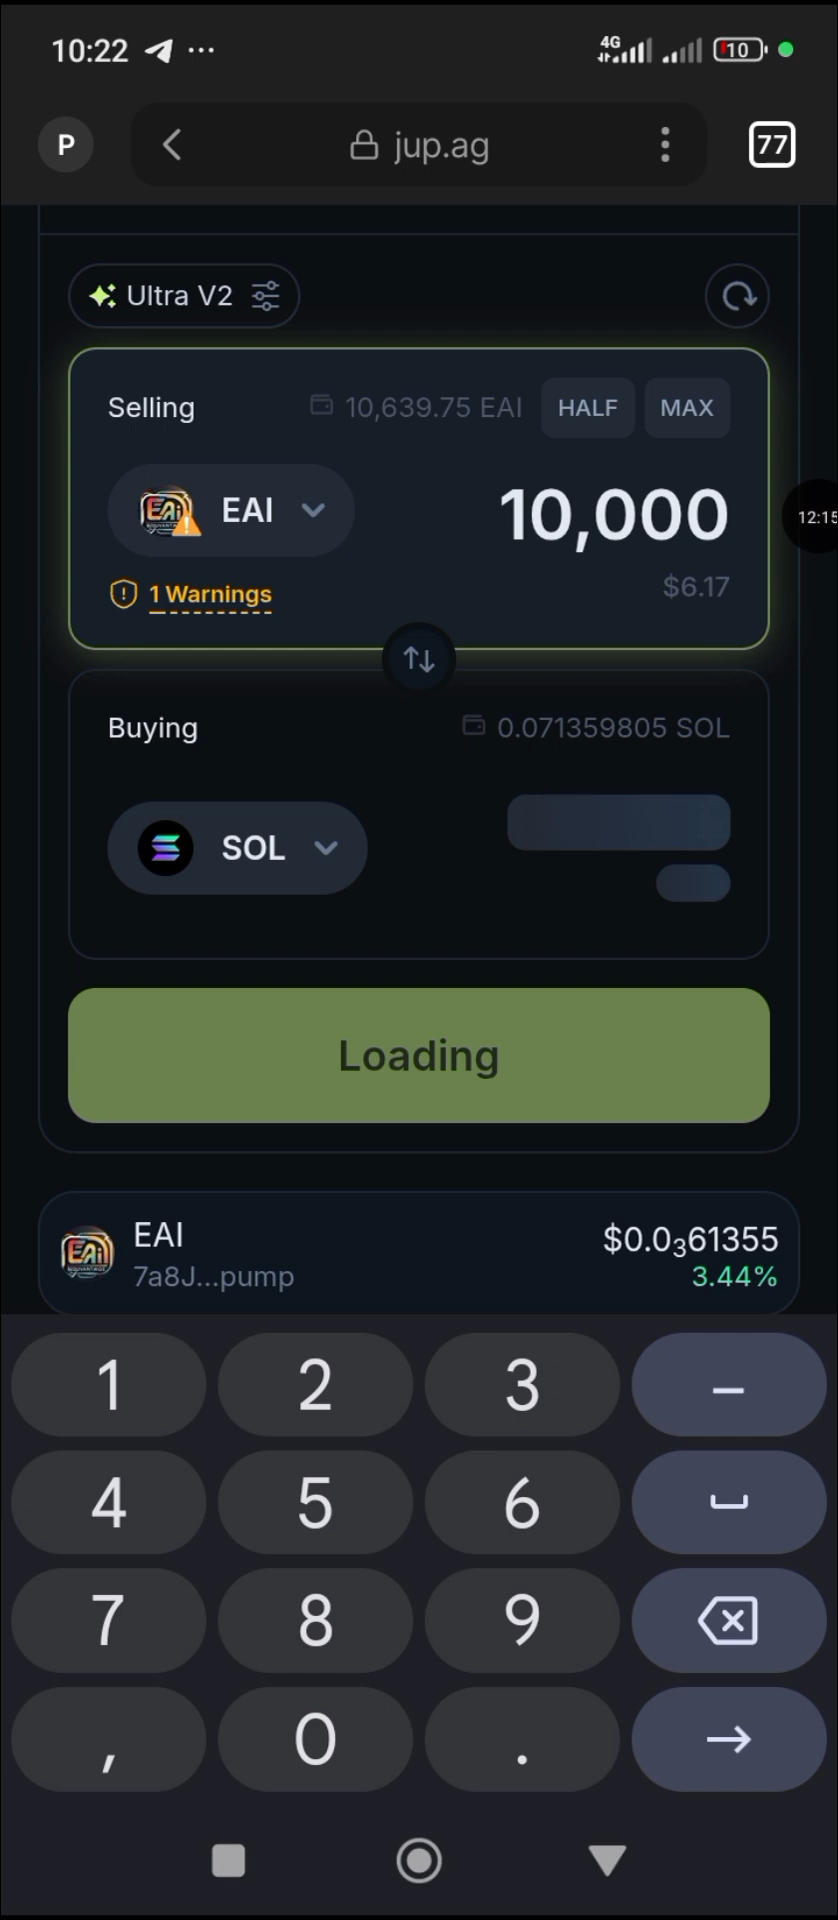 10:22 ...
4G 10
P jup.ag 77
Ultra V2
Selling 10,639.75 EAI HALF MAX
EAI 10,000
12:15
1 Warnings $6.17
Buying 0.071359805 SOL
SOL
Loading
EAI $0.0₃61355
7a8J...pump 3.44%
1 2 3 –
4 5 6
7 8 9
, 0 . →